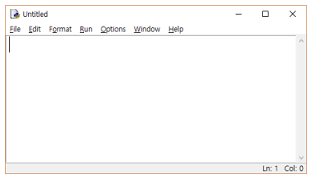 Untitled
File Edit Format Run Options Window Help
Ln: 1 Col: 0